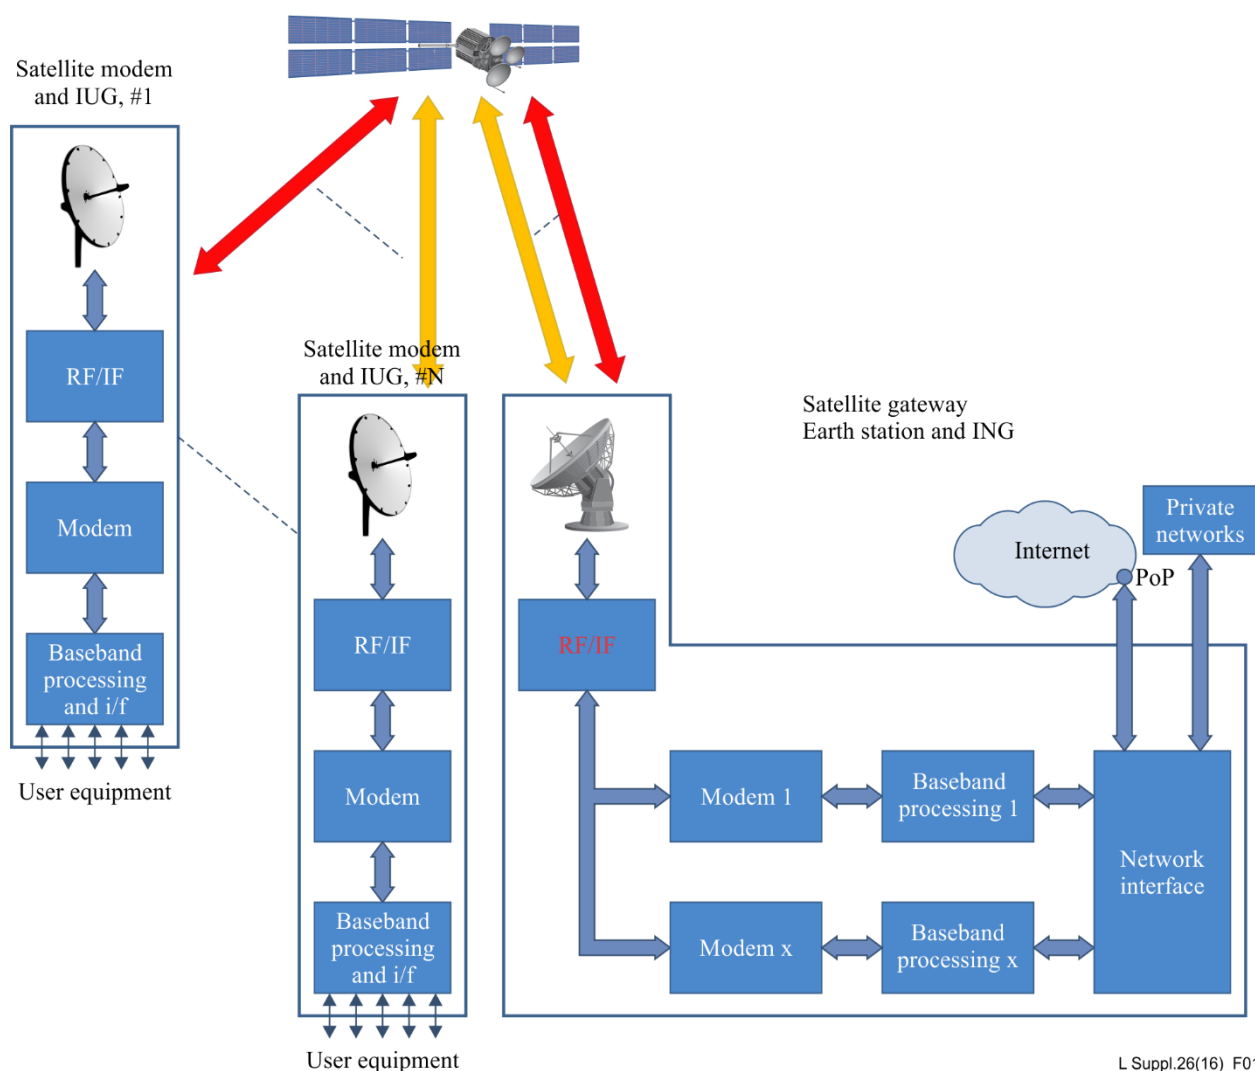 Satellite modem
and IUG, #1
RF/IF
Modem
Baseband
processing
and i/f
User equipment
Satellite modem
and IUG, #N
RF/IF
Modem
Baseband
processing
and i/f
User equipment
Satellite gateway
Earth station and ING
RF/IF
Modem 1
Baseband
processing 1
Modem x
Baseband
processing x
Network
interface
Internet
PoP
Private
networks
L Suppl.26(16)_F01